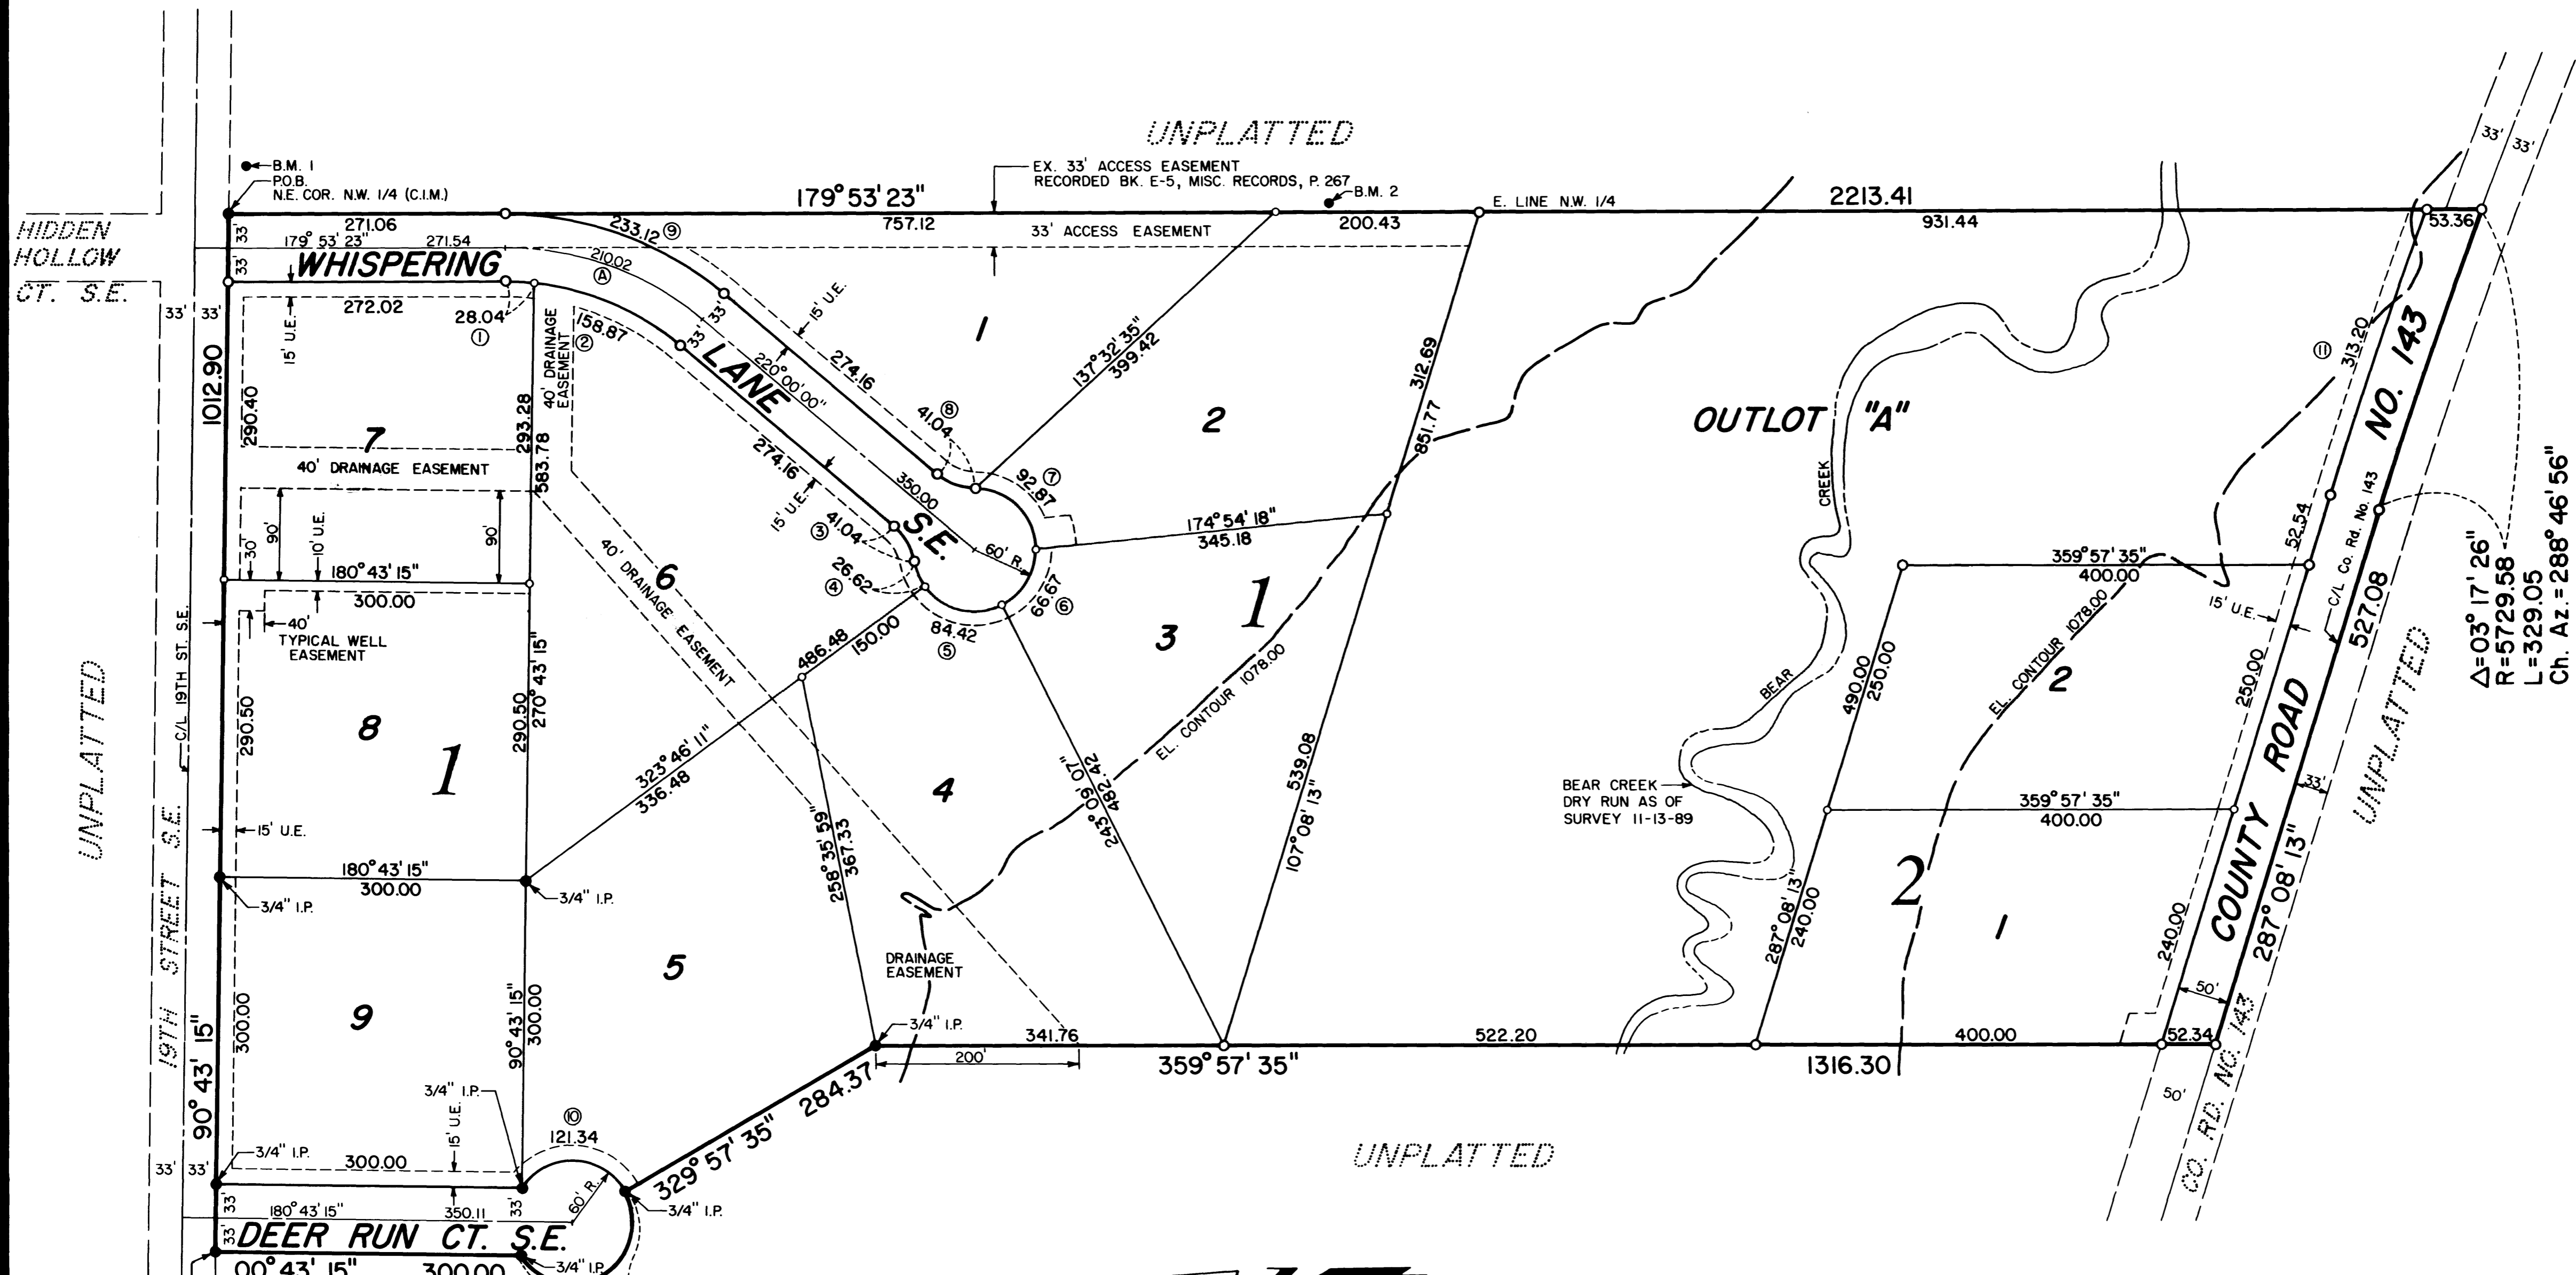 UNPLATTED
B.M. 1
P.O.B.
N.E. COR. N.W. 1/4 (C.I.M.)
179° 53' 23"
EX. 33' ACCESS EASEMENT
RECORDED BK. E-5, MISC. RECORDS, P. 267
B.M. 2
E. LINE N.W. 1/4
2213.41
33' 33'
271.06
233.12 ⑨
757.12
33' ACCESS EASEMENT
200.43
931.44
53.36
HIDDEN
HOLLOW
CT. S.E.
33'
33'
179° 53' 23" 271.54
WHISPERING
210.02
Ⓐ
15' U.E.
33' 33'
272.02
28.04
①
15' U.E.
40' DRAINAGE
EASEMENT
158.87
②
33' 33'
LANE
220° 00' 00"
274.16
1
137° 32' 35"
399.42
312.69
851.77
2
OUTLOT "A"
313.20
⑪
COUNTY ROAD NO. 143
1012.90
290.40
7
293.28
583.78
40' DRAINAGE EASEMENT
274.16
15' U.E.
350.00
S.E.
41.04
⑧
92.87 ⑦
41.04
③
60' R.
174° 54' 18"
345.18
CREEK
BEAR
52.54
C/L Co. Rd. No. 143
527.08
△=03° 17' 26"
R=5729.58
L=329.05
Ch. Az.=288° 46' 56"
30'
90'
10' U.E.
90'
180° 43' 15"
300.00
40'
TYPICAL WELL
EASEMENT
6
40' DRAINAGE EASEMENT
26.62
④
84.42
⑤
66.67
⑥
1
3
359° 57' 35"
400.00
15' U.E.
EL. CONTOUR 1078.00
2
250.00
490.00
250.00
UNPLATTED
C/L 19TH ST. S.E.
290.50
8
1
290.50
270° 43' 15"
486.48
150.00
323° 46' 11"
336.48
258° 35' 59"
367.33
4
243° 09' 07"
482.42
EL. CONTOUR 1078.00
539.08
107° 08' 13"
BEAR CREEK
DRY RUN AS OF
SURVEY 11-13-89
359° 57' 35"
400.00
33'
UNPLATTED
19TH STREET S.E.
15' U.E.
180° 43' 15"
300.00
3/4" I.P.
3/4" I.P.
5
DRAINAGE
EASEMENT
287° 08' 13"
240.00
2
1
240.00
287° 08' 13"
50'
90° 43' 15"
300.00
9
90° 43' 15"
300.00
3/4" I.P.
341.76
200'
359° 57' 35"
522.20
1316.30
400.00
52.34
50'
CO. RD. NO. 143
3/4" I.P.
15' U.E.
⑩
121.34
329° 57' 35" 284.37
UNPLATTED
33' 33'
3/4" I.P.
300.00
33'
33'
180° 43' 15" 350.11
33'
60' R.
3/4" I.P.
DEER RUN CT. S.E.
3/4" I.P.
00° 43' 15" 300.00